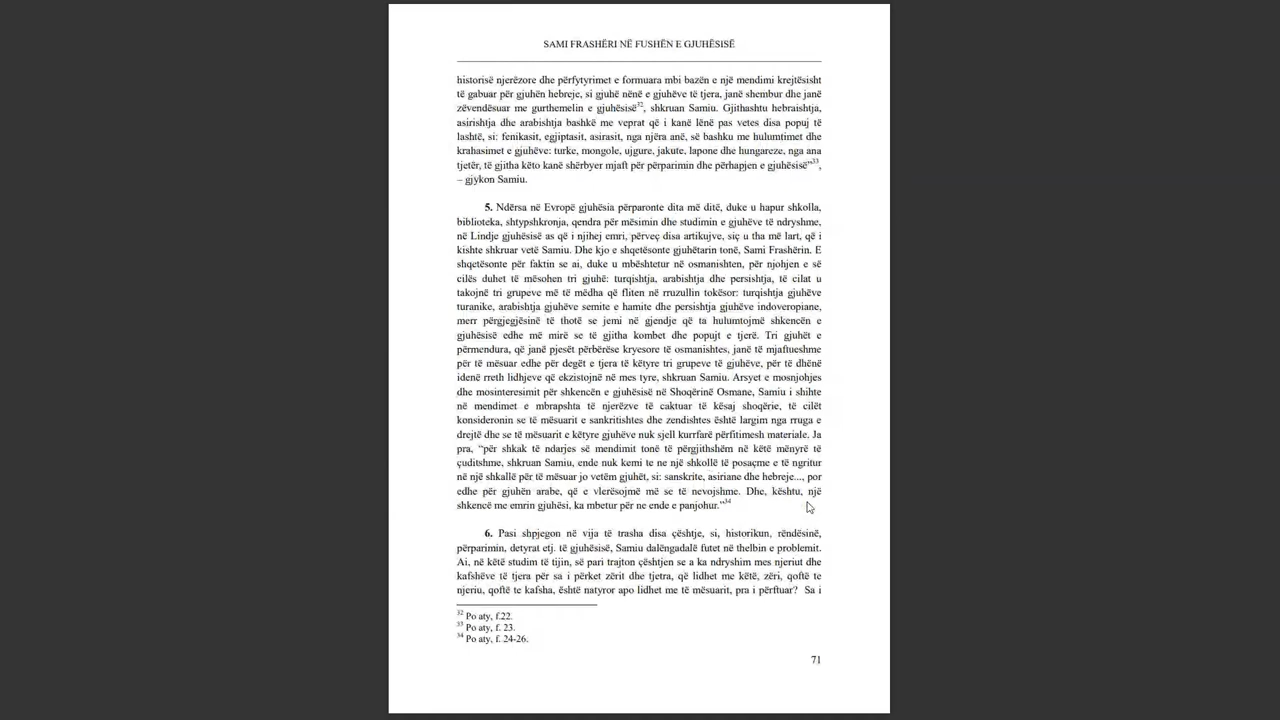 SAMI FRASHËRI NË FUSHËN E GJUHËSISË
historisë njerëzore dhe përfytyrimet e formuara mbi bazën e një mendimi krejtësisht
të gabuar për gjuhën hebreje, si gjuhë nënë e gjuhëve të tjera, janë shembur dhe janë
zëvendësuar me gurthemelin e gjuhësisë32, shkruan Samiu. Gjithashtu hebraishtja,
asirishtja dhe arabishtja bashkë me veprat që i kanë lënë pas vetes disa popuj të
lashtë, si: fenikasit, egjiptasit, asirasit, nga njëra anë, së bashku me hulumtimet dhe
krahasimet e gjuhëve: turke, mongole, ujgure, jakute, lapone dhe hungareze, nga ana
tjetër, të gjitha këto kanë shërbyer mjaft për përparimin dhe përhapjen e gjuhësisë”33,
– gjykon Samiu.
5. Ndërsa në Evropë gjuhësia përparonte dita më ditë, duke u hapur shkolla,
biblioteka, shtypshkronja, qendra për mësimin dhe studimin e gjuhëve të ndryshme,
në Lindje gjuhësisë as që i njihej emri, përveç disa artikujve, siç u tha më lart, që i
kishte shkruar vetë Samiu. Dhe kjo e shqetësonte gjuhëtarin tonë, Sami Frashërin. E
shqetësonte për faktin se ai, duke u mbështetur në osmanishten, për njohjen e së
cilës duhet të mësohen tri gjuhë: turqishtja, arabishtja dhe persishtja, të cilat u
takojnë tri grupeve më të mëdha që fliten në rruzullin tokësor: turqishtja gjuhëve
turanike, arabishtja gjuhëve semite e hamite dhe persishtja gjuhëve indoveropiane,
merr përgjegjësinë të thotë se jemi në gjendje që ta hulumtojmë shkencën e
gjuhësisë edhe më mirë se të gjitha kombet dhe popujt e tjerë. Tri gjuhët e
përmendura, që janë pjesët përbërëse kryesore të osmanishtes, janë të mjaftueshme
për të mësuar edhe për degët e tjera të këtyre tri grupeve të gjuhëve, për të dhënë
idenë rreth lidhjeve që ekzistojnë në mes tyre, shkruan Samiu. Arsyet e mosnjohjes
dhe mosinteresimit për shkencën e gjuhësisë në Shoqërinë Osmane, Samiu i shihte
në mendimet e mbrapshta të njerëzve të caktuar të kësaj shoqërie, të cilët
konsideronin se të mësuarit e sankritishtes dhe zendishtes është largim nga rruga e
drejtë dhe se të mësuarit e këtyre gjuhëve nuk sjell kurrfarë përfitimesh materiale. Ja
pra, “për shkak të ndarjes së mendimit tonë të përgjithshëm në këtë mënyrë të
çuditshme, shkruan Samiu, ende nuk kemi te ne një shkollë të posaçme e të ngritur
në një shkallë për të mësuar jo vetëm gjuhët, si: sanskrite, asiriane dhe hebreje..., por
edhe për gjuhën arabe, që e vlerësojmë më se të nevojshme. Dhe, kështu, një
shkencë me emrin gjuhësi, ka mbetur për ne ende e panjohur.“34
6. Pasi shpjegon në vija të trasha disa çështje, si, historikun, rëndësinë,
përparimin, detyrat etj. të gjuhësisë, Samiu dalëngadalë futet në thelbin e problemit.
Ai, në këtë studim të tijin, së pari trajton çështjen se a ka ndryshim mes njeriut dhe
kafshëve të tjera për sa i përket zërit dhe tjetra, që lidhet me këtë, zëri, qoftë te
njeriu, qoftë te kafsha, është natyror apo lidhet me të mësuarit, pra i përftuar? Sa i
32 Po aty, f.22.
33 Po aty, f. 23.
34 Po aty, f. 24-26.
71